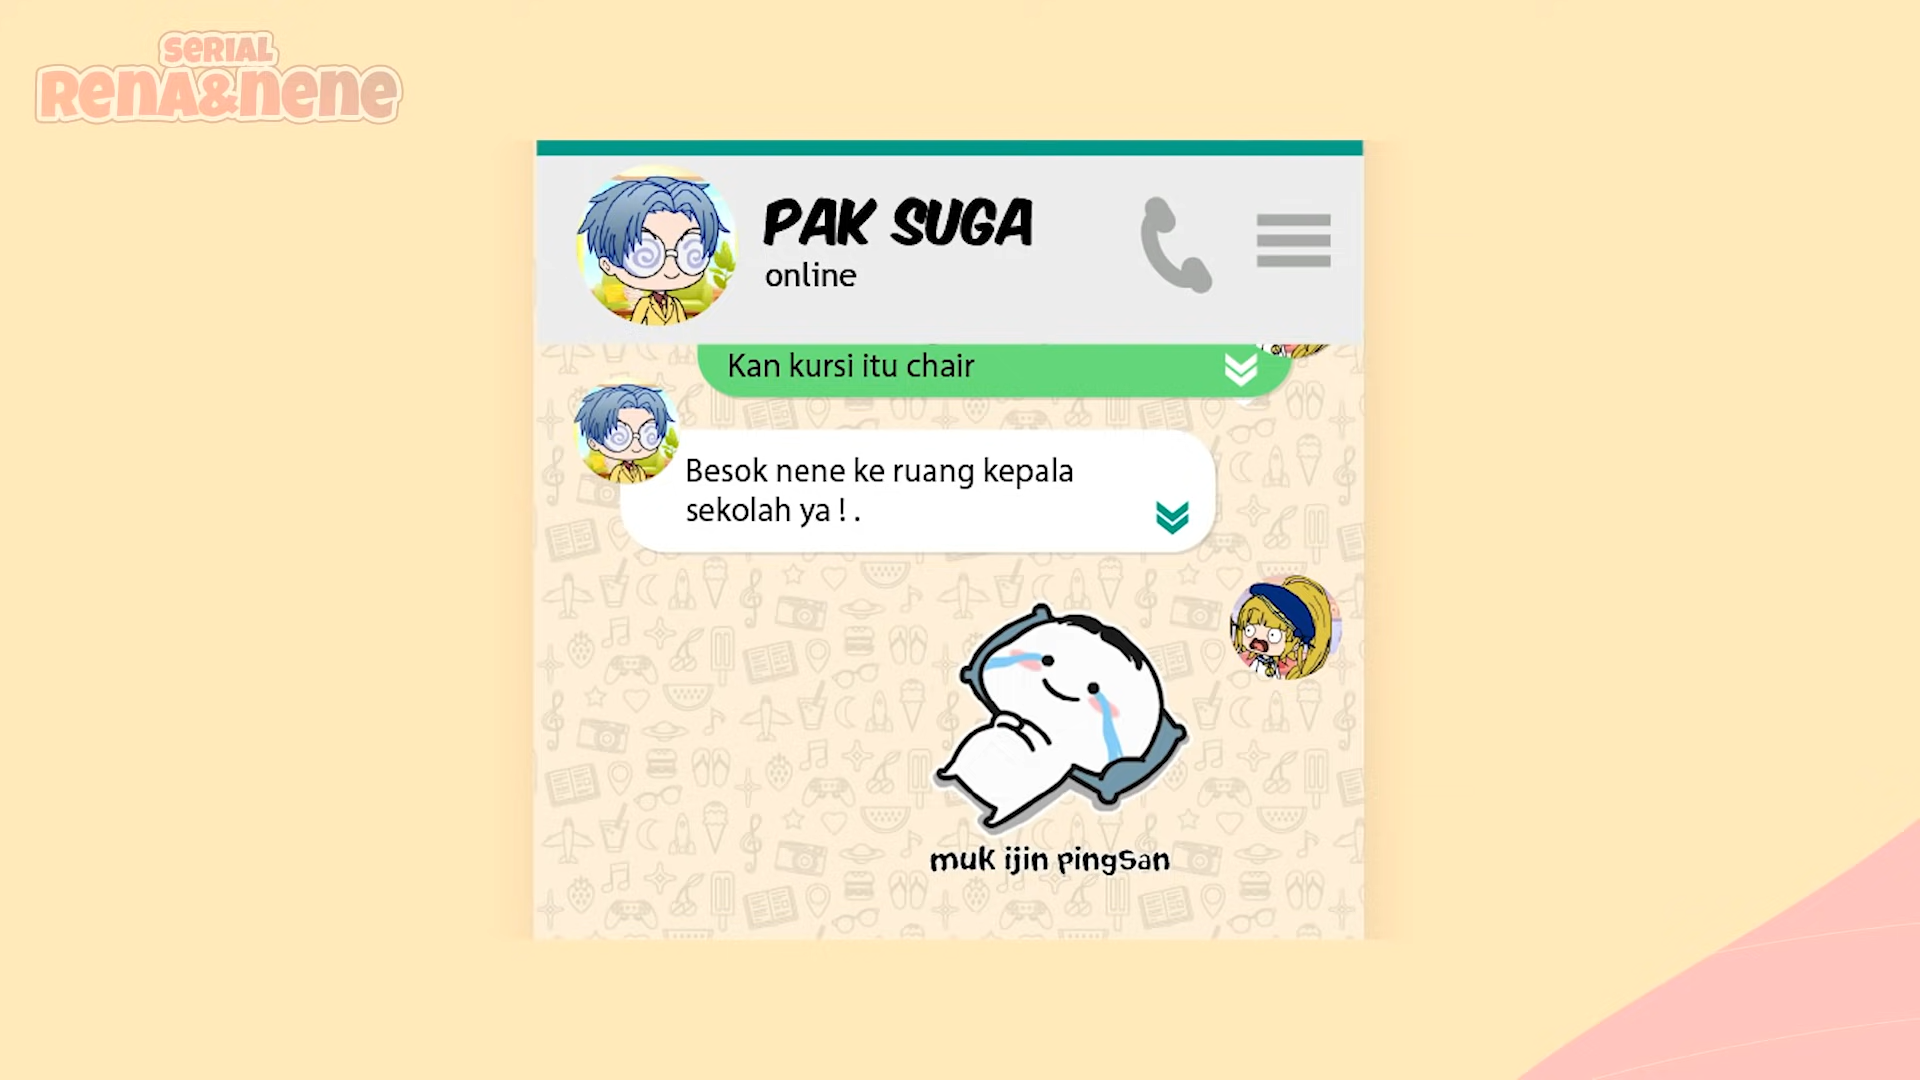 SERIAL
RENA&NENE
PAK SUGA
online
Kan kursi itu chair
Besok nene ke ruang kepala
sekolah ya ! .
muk ijin pingsan